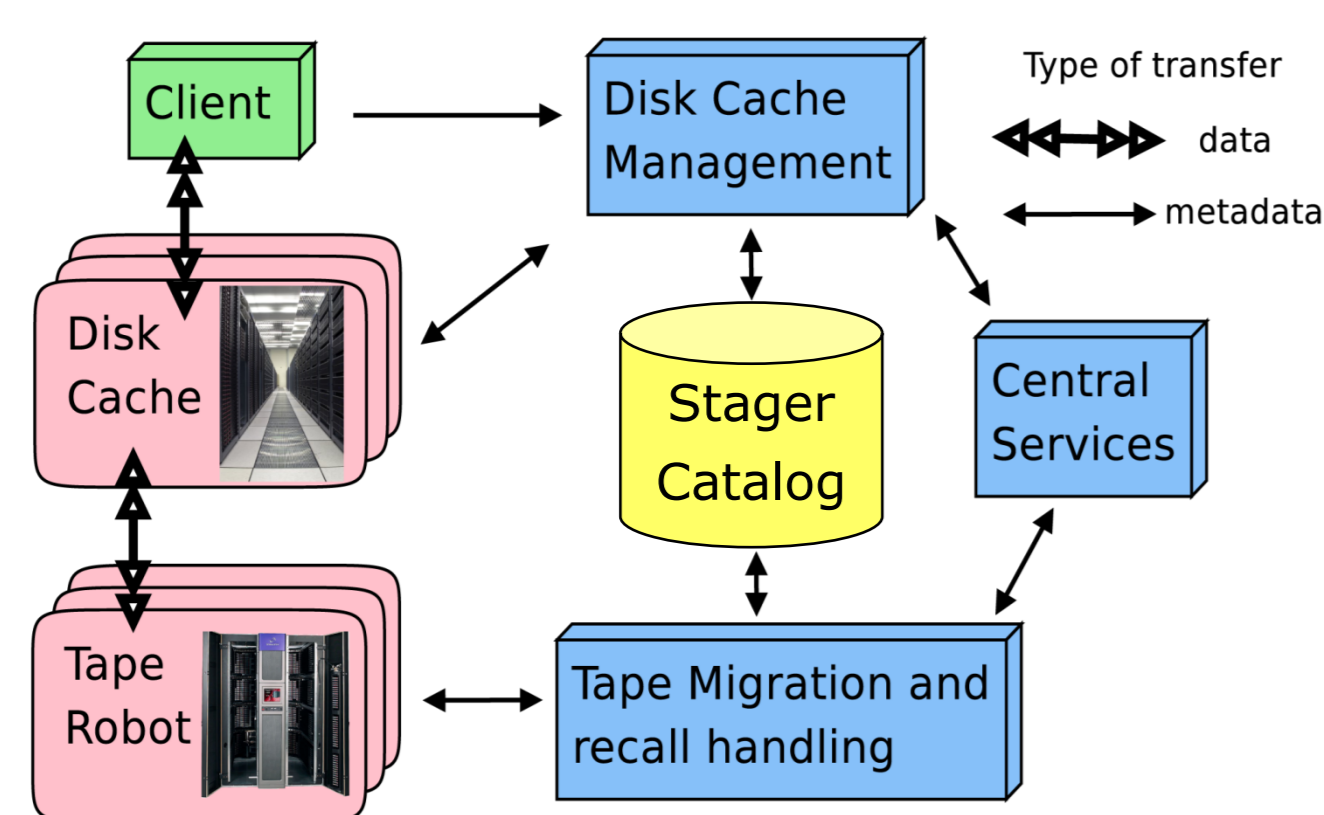 Client
Disk Cache
Management
Type of transfer
data
metadata
Disk
Cache
Stager
Catalog
Central
Services
Tape
Robot
Tape Migration and
recall handling